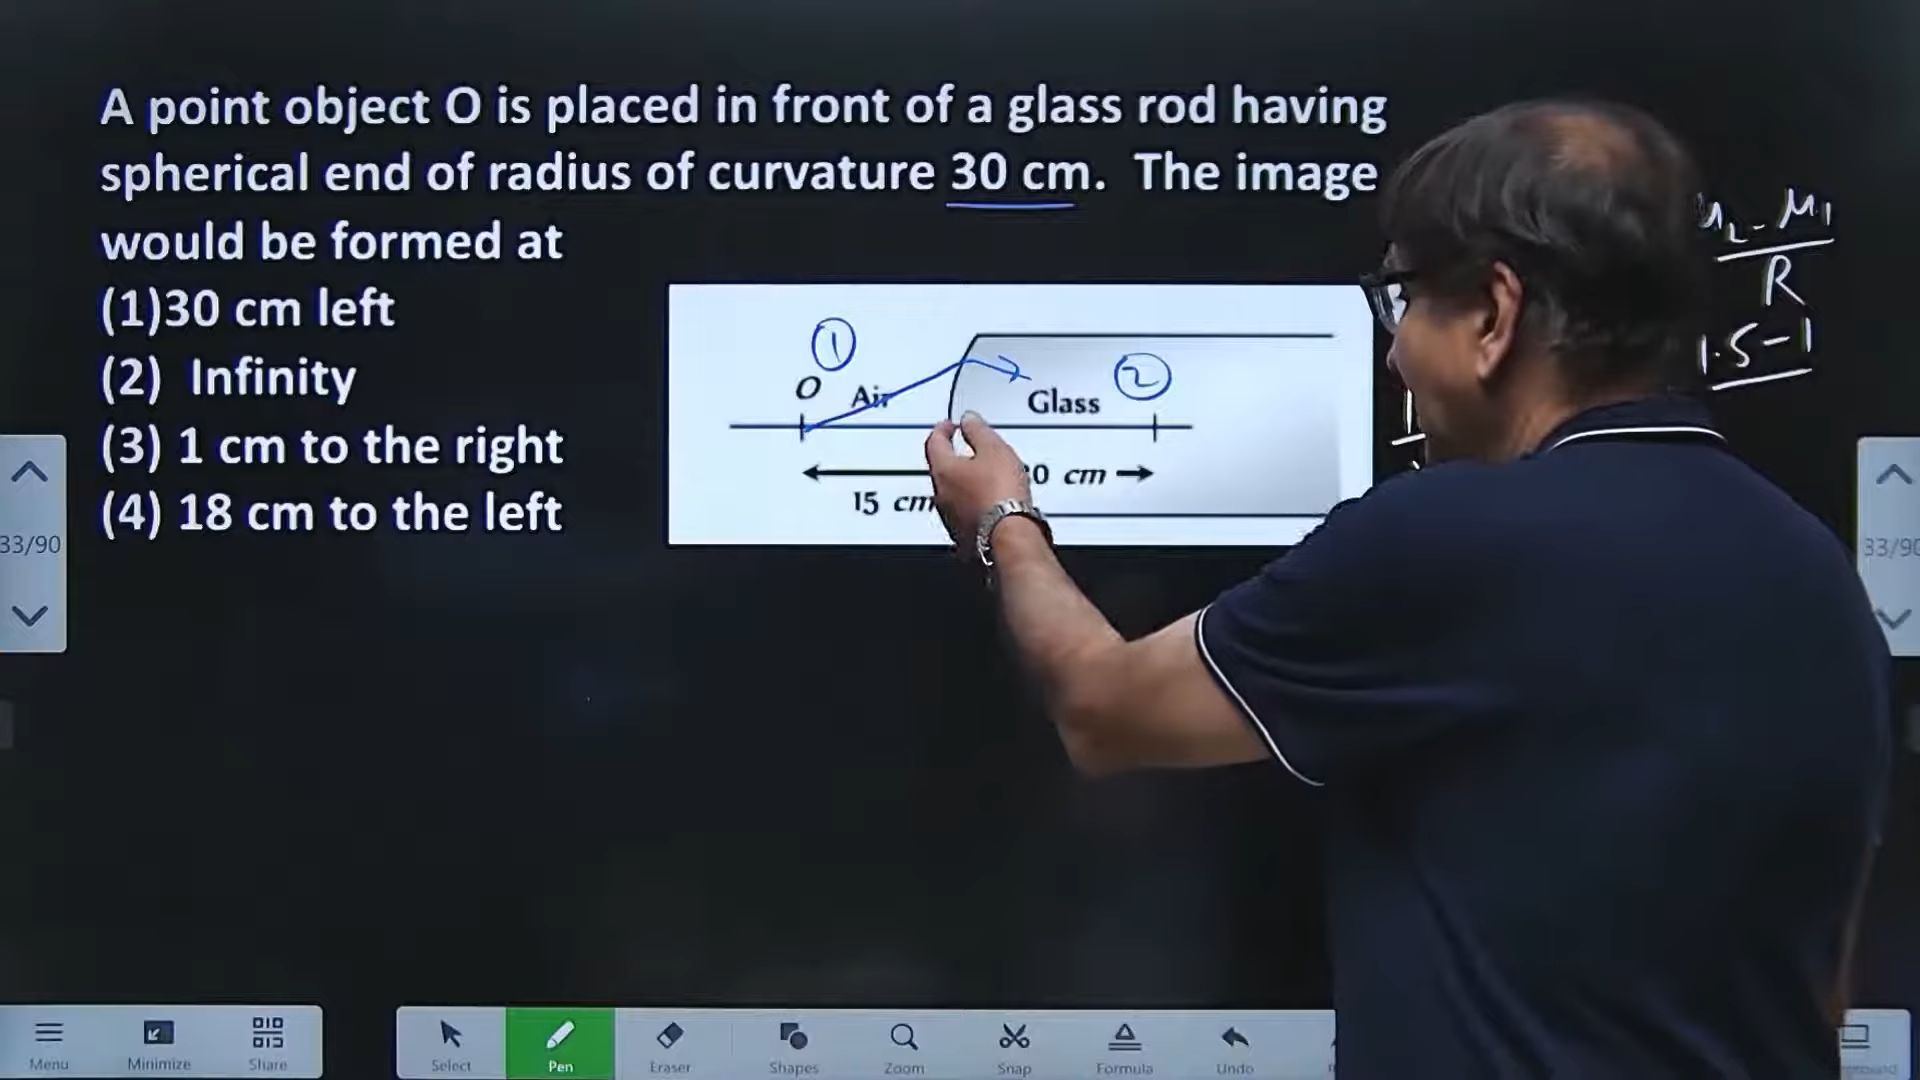 A point object O is placed in front of a glass rod having
spherical end of radius of curvature 30 cm. The image
would be formed at
(1)30 cm left
(2) Infinity
(3) 1 cm to the right
(4) 18 cm to the left
1
O Air
Glass 2
15 cm
0 cm
μ2 - μ1
R
1.5-1
1
33/90
33/90
Menu Minimize Share Select Pen Eraser Shapes Zoom Snap Formula Undo